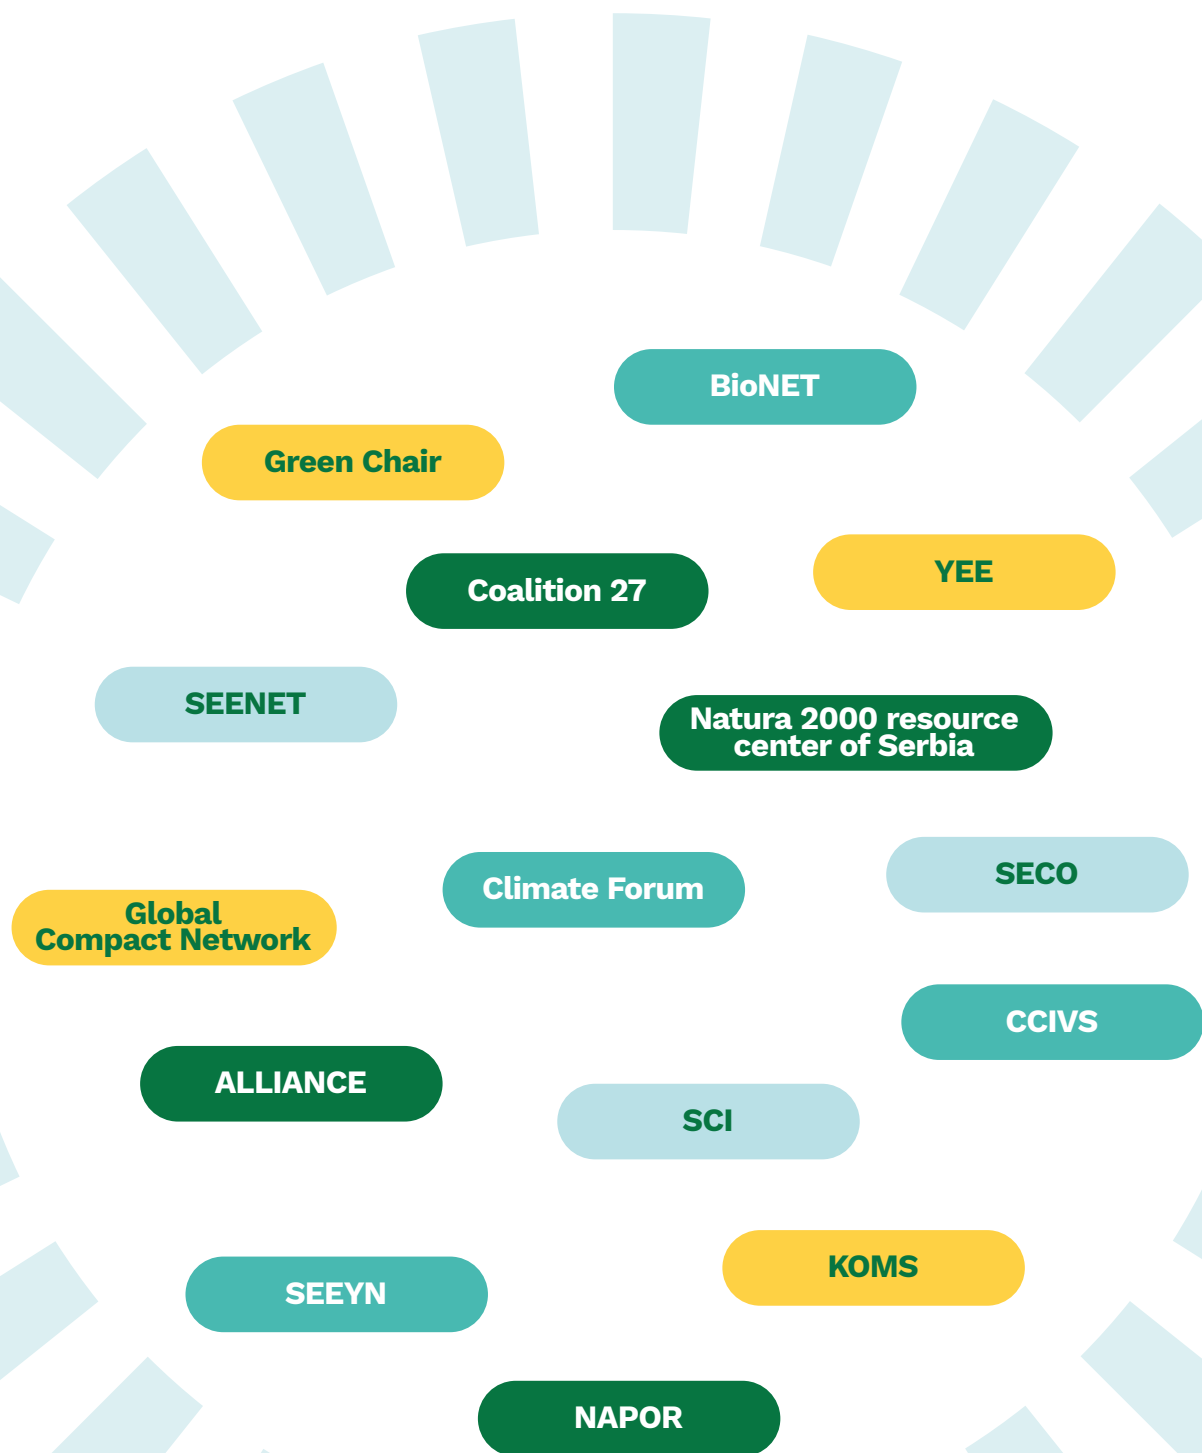 BioNET
Green Chair
YEE
Coalition 27
SEENET
Natura 2000 resource
center of Serbia
SECO
Climate Forum
Global
Compact Network
CCIVS
ALLIANCE
SCI
KOMS
SEEYN
NAPOR